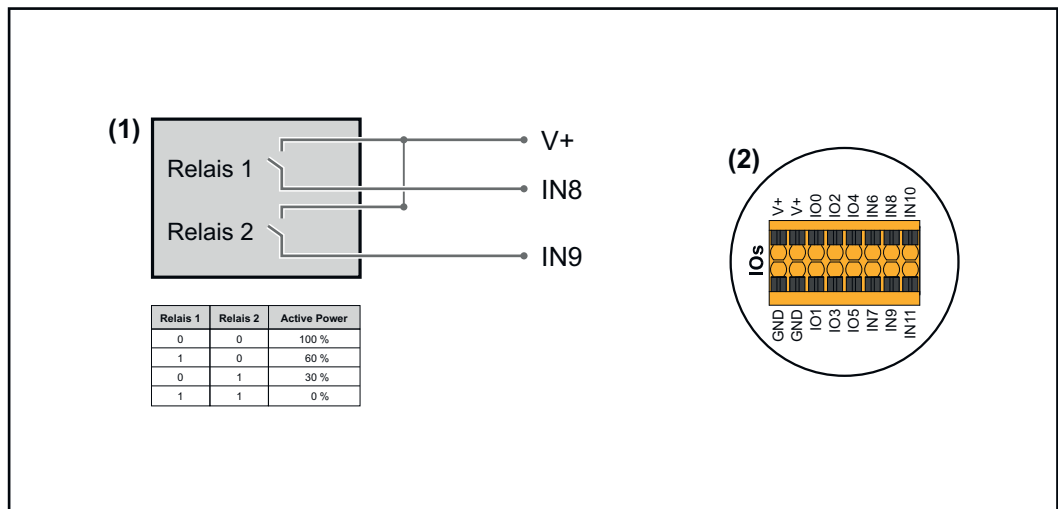 (1)
Relais 1
Relais 2
V+
IN8
IN9
Relais 1 Relais 2 Active Power
0 0 100 %
1 0 60 %
0 1 30 %
1 1 0 %
(2)
IOs
V+ V+ IO0 IO2 IO4 IN6 IN8 IN10
GND GND IO1 IO3 IO5 IN7 IN9 IN11